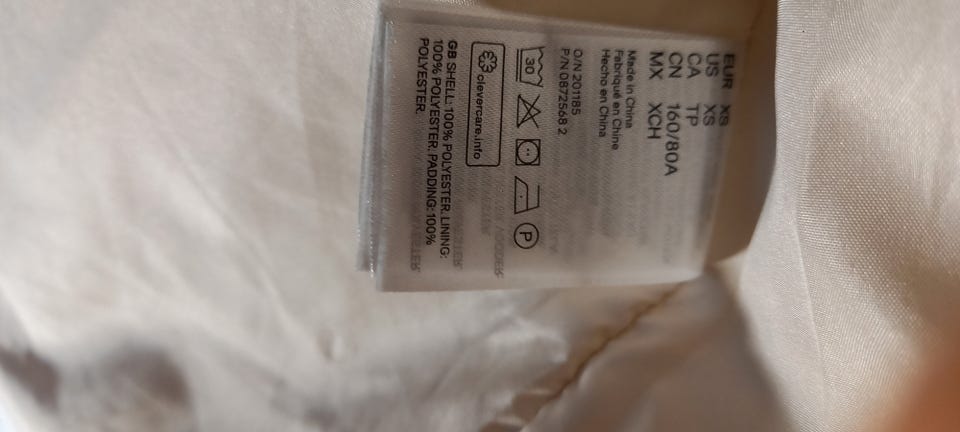 EUR XS
US XS
CA TP
CN 160/80A
MX XCH
Made in China
Fabriqué en Chine
Hecho en China
O/N 201185
P/N 0872568 2
30
P
clevercare.info
GB SHELL: 100% POLYESTER. LINING:
100% POLYESTER. PADDING: 100%
POLYESTER.